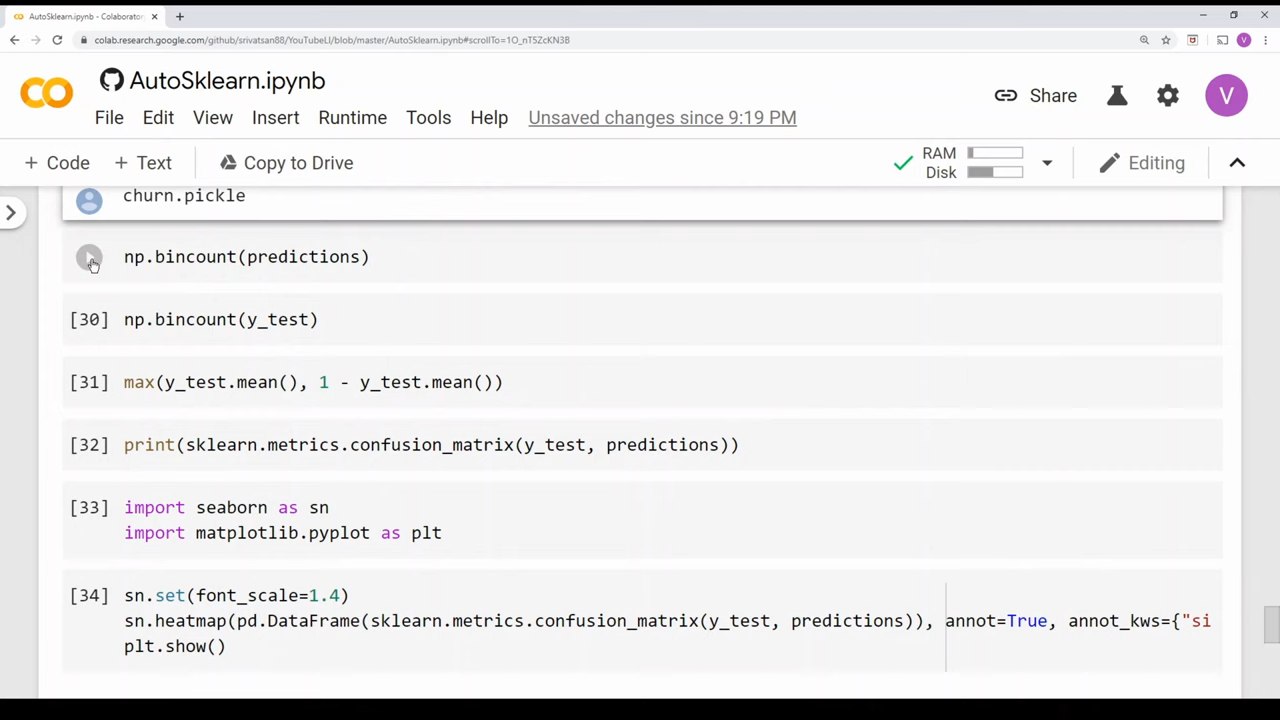 AutoSklearn.ipynb - Colaborator
colab.research.google.com/github/srivatsan88/YouTubeLI/blob/master/AutoSklearn.ipynb#scrollTo=1O_nT5ZcKN3B
AutoSklearn.ipynb
Share
V
File Edit View Insert Runtime Tools Help Unsaved changes since 9:19 PM
+ Code + Text Copy to Drive
RAM
Disk
Editing
churn.pickle
np.bincount(predictions)
[30] np.bincount(y_test)
[31] max(y_test.mean(), 1 - y_test.mean())
[32] print(sklearn.metrics.confusion_matrix(y_test, predictions))
[33] import seaborn as sn
import matplotlib.pyplot as plt
[34] sn.set(font_scale=1.4)
sn.heatmap(pd.DataFrame(sklearn.metrics.confusion_matrix(y_test, predictions)), annot=True, annot_kws={"si
plt.show()